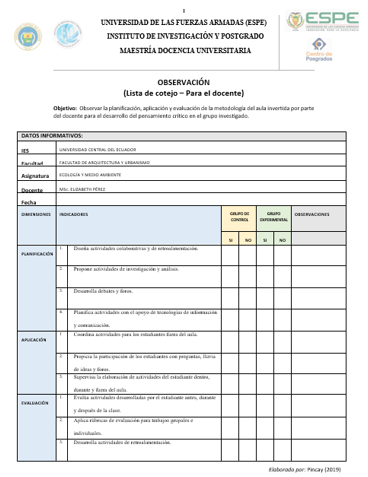 1
UNIVERSIDAD DE LAS FUERZAS ARMADAS (ESPE)
INSTITUTO DE INVESTIGACIÓN Y POSTGRADO
MAESTRÍA DOCENCIA UNIVERSITARIA
ESPE
Centro de
Posgrados
OBSERVACIÓN
(Lista de cotejo – Para el docente)
Objetivo: Observar la planificación, aplicación y evaluación de la metodología del aula invertida por parte
del docente para el desarrollo del pensamiento crítico en el grupo investigado.
DATOS INFORMATIVOS:
IES UNIVERSIDAD CENTRAL DEL ECUADOR
Facultad FACULTAD DE ARQUITECTURA Y URBANISMO
Asignatura ECOLOGÍA Y MEDIO AMBIENTE
Docente MSc. ELIZABETH PÉREZ
Fecha
DIMENSIONES INDICADORES GRUPO DE CONTROL GRUPO EXPERIMENTAL OBSERVACIONES
SI NO SI NO
PLANIFICACIÓN
1. Diseña actividades colaborativas y de retroalimentación.
2. Propone actividades de investigación y análisis.
3. Desarrolla debates y foros.
4. Planifica actividades con el apoyo de tecnologías de información
y comunicación.
APLICACIÓN
1. Coordina actividades para los estudiantes fuera del aula.
2. Propicia la participación de los estudiantes con preguntas, lluvia
de ideas y foros.
3. Supervisa la elaboración de actividades del estudiante dentro,
durante y fuera del aula.
EVALUACIÓN
1. Evalúa actividades desarrolladas por el estudiante antes, durante
y después de la clase.
2. Aplica rúbricas de evaluación para trabajos grupales e
individuales.
3. Desarrolla actividades de retroalimentación.
Elaborado por: Pincay (2019)